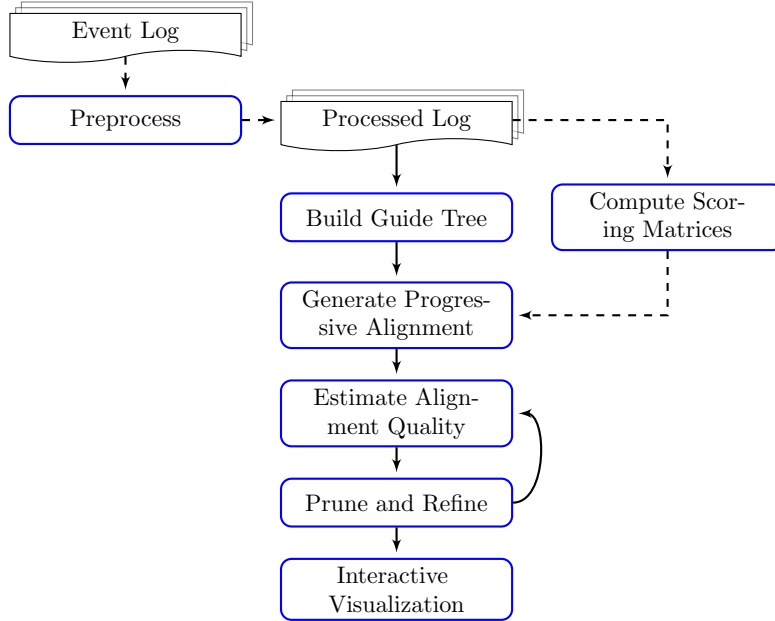 Event Log
Preprocess
Processed Log
Build Guide Tree
Compute Scor-
ing Matrices
Generate Progres-
sive Alignment
Estimate Align-
ment Quality
Prune and Refine
Interactive
Visualization